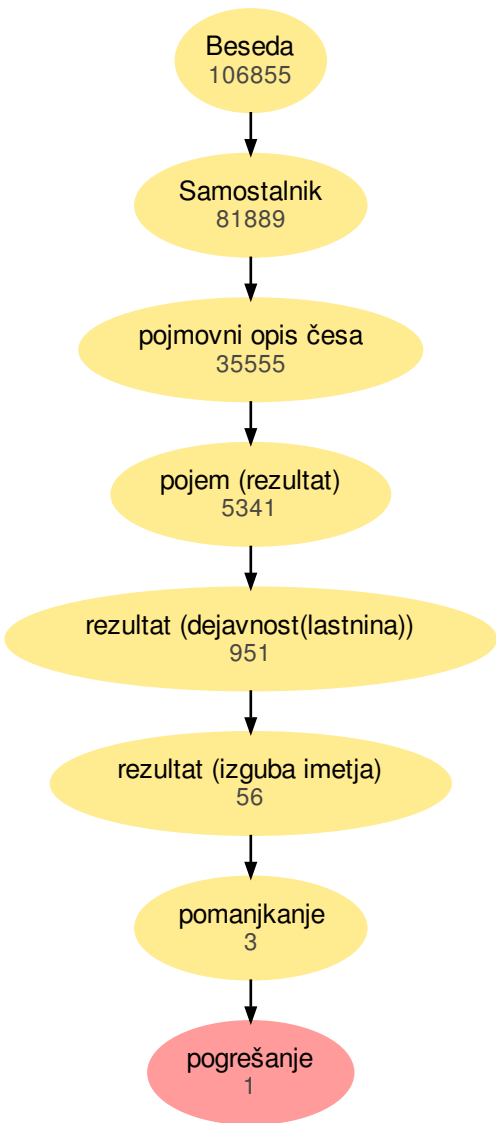 Beseda
106855
Samostalnik
81889
pojmovni opis česa
35555
pojem (rezultat)
5341
rezultat (dejavnost(lastnina))
951
rezultat (izguba imetja)
56
pomanjkanje
3
pogrešanje
1